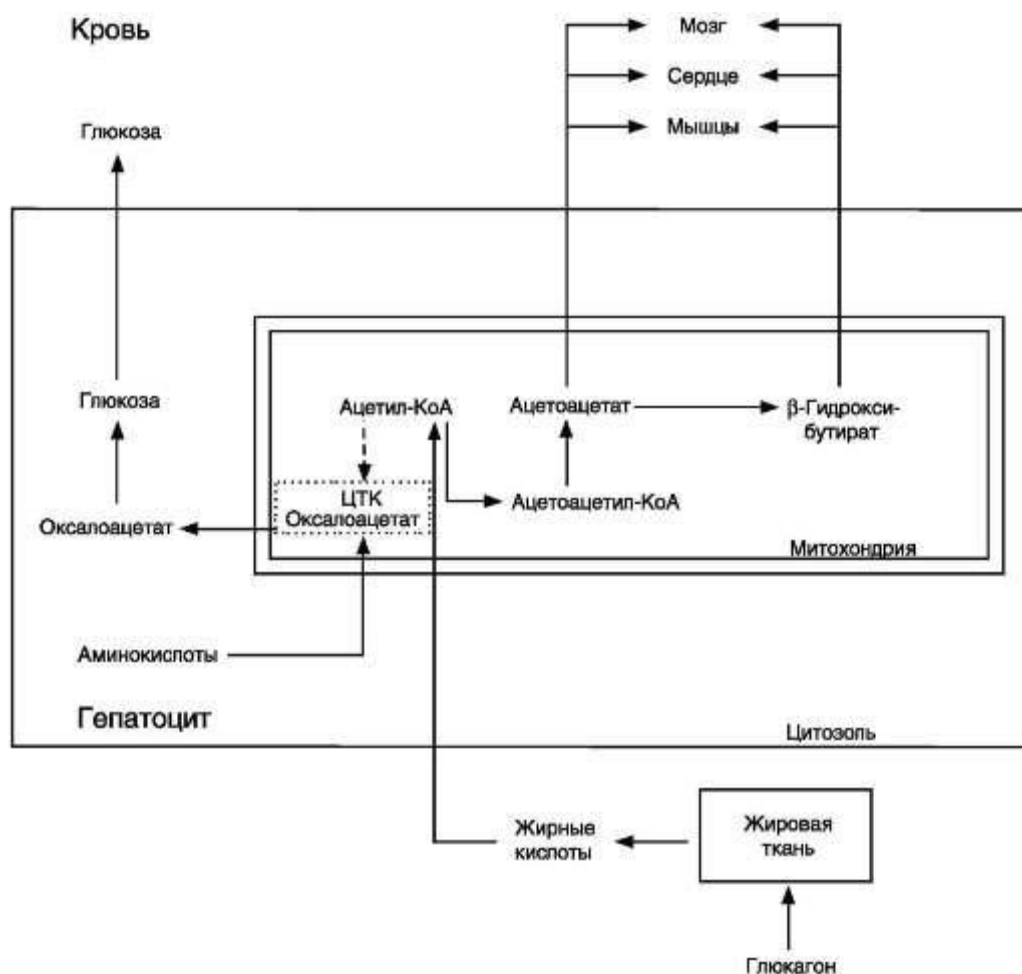 Кровь
Мозг
Сердце
Мышцы
Глюкоза
Глюкоза
Ацетил-КоА
Ацетоацетат
β-Гидрокси-
бутират
ЦТК
Оксалоацетат
Ацетоацетил-КоА
Оксалоацетат
Митохондрия
Аминокислоты
Гепатоцит
Цитозоль
Жирные
кислоты
Жировая
ткань
Глюкагон